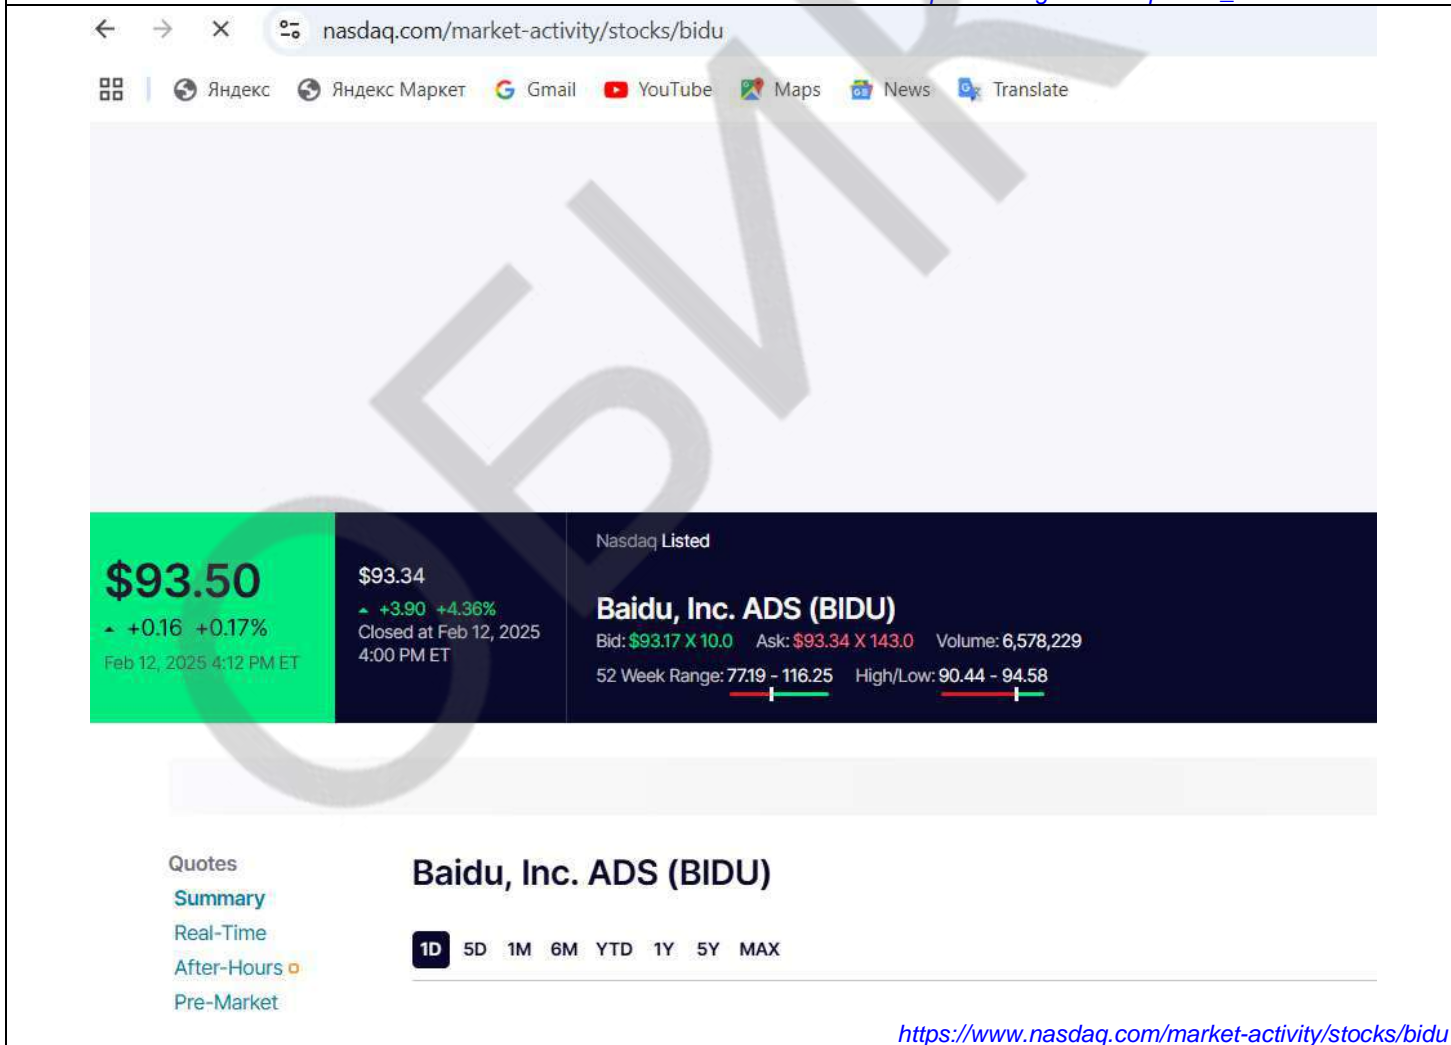 nasdaq.com/market-activity/stocks/bidu
Яндекс Яндекс Маркет Gmail YouTube Maps News Translate
Nasdaq Listed
$93.50
+0.16 +0.17%
Feb 12, 2025 4:12 PM ET
$93.34
+3.90 +4.36%
Closed at Feb 12, 2025
4:00 PM ET
Baidu, Inc. ADS (BIDU)
Bid: $93.17 X 10.0 Ask: $93.34 X 143.0 Volume: 6,578,229
52 Week Range: 77.19 - 116.25 High/Low: 90.44 - 94.58
Quotes
Summary
Real-Time
After-Hours
Pre-Market
Baidu, Inc. ADS (BIDU)
1D 5D 1M 6M YTD 1Y 5Y MAX
https://www.nasdaq.com/market-activity/stocks/bidu
ОБИК